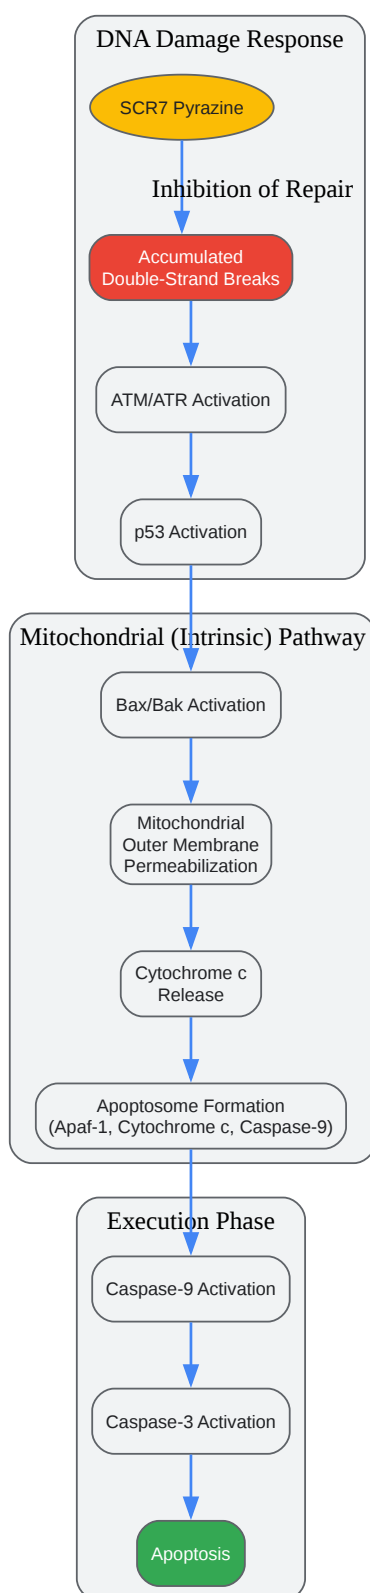 DNA Damage Response
SCR7 Pyrazine
Inhibition of Repair
Accumulated
Double-Strand Breaks
ATM/ATR Activation
p53 Activation
Mitochondrial (Intrinsic) Pathway
Bax/Bak Activation
Mitochondrial
Outer Membrane
Permeabilization
Cytochrome c
Release
Apoptosome Formation
(Apaf-1, Cytochrome c, Caspase-9)
Execution Phase
Caspase-9 Activation
Caspase-3 Activation
Apoptosis